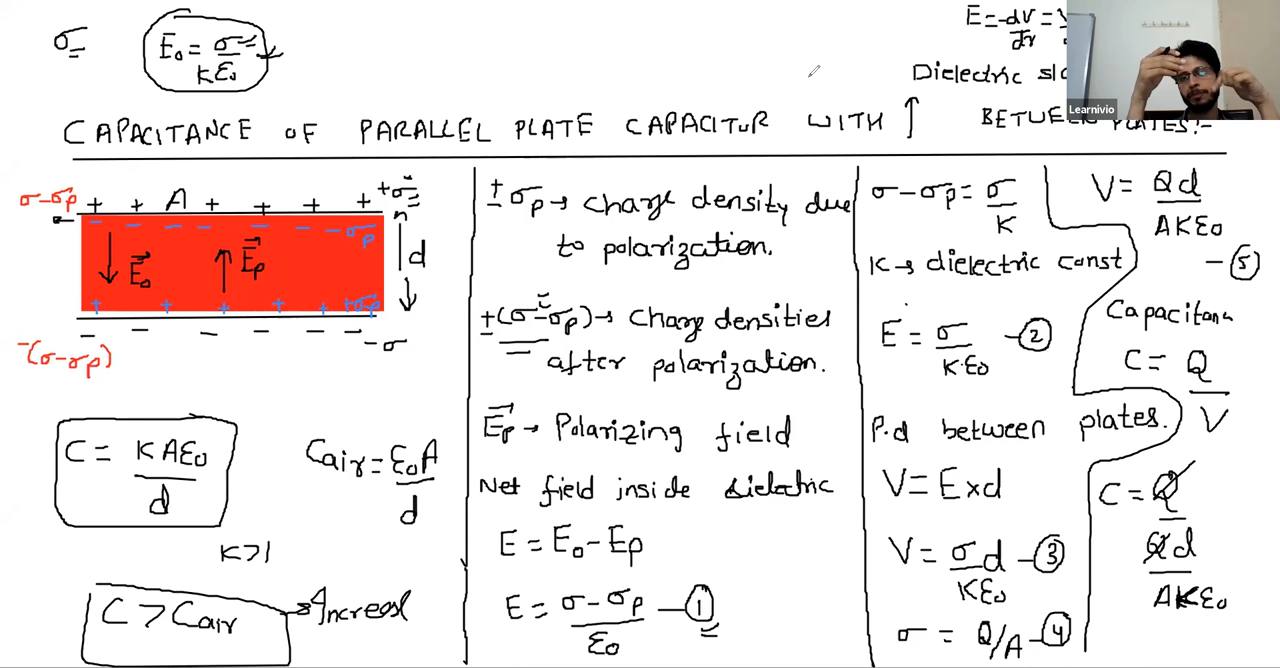 σ
E₀ = σ/Kε₀
E = -dV/dr =
Dielectric
CAPACITANCE OF PARALLEL PLATE CAPACITOR WITH ↑ BETWEEN PLATES:-
Learnivio
σ-σp + + A + + + + +σ
- - - - - - -σp
E₀ Ep d
+ + + + + +σp
- - - - - - -σ
-(σ-σp)
C = KAε₀/d
Cair = ε₀A/d
K>1
C > Cair → Increase
± σp → charge density due
to polarization.
±(σ-σp) → charge densities
after polarization.
Ep → Polarizing field
Net field inside dielectric
E = E₀ - Ep
E = σ-σp/ε₀ —①
σ-σp = σ/K
K → dielectric const
E = σ/K·ε₀ —②
P.d between plates.
V = E×d
V = σd/Kε₀ —③
σ = Q/A —④
V = Qd/AKε₀ —⑤
Capacitan
C = Q/V
C = Q/Qd/AKε₀